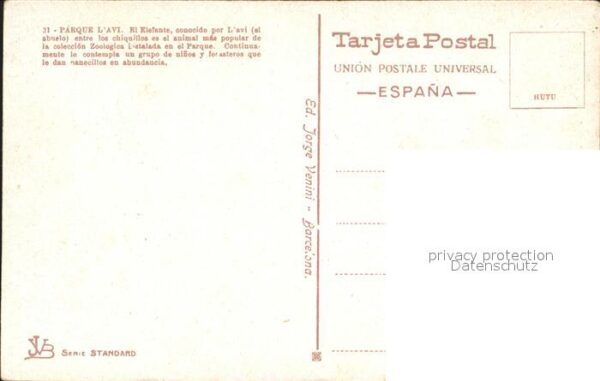 31 - PARQUE L'AVI. El Elefante, conocido por L'avi (el
abuelo) entre los chiquillos es el animal más popular de
la colección Zoologica instalada en el Parque. Continua-
mente le contempla un grupo de niños y forasteros que
le dan panecillos en abundancia.
Tarjeta Postal
UNIÓN POSTALE UNIVERSAL
—ESPAÑA—
HUTU
Ed. Jorge Venini - Barcelona.
privacy protection
Datenschutz
JVB
SERIE STANDARD